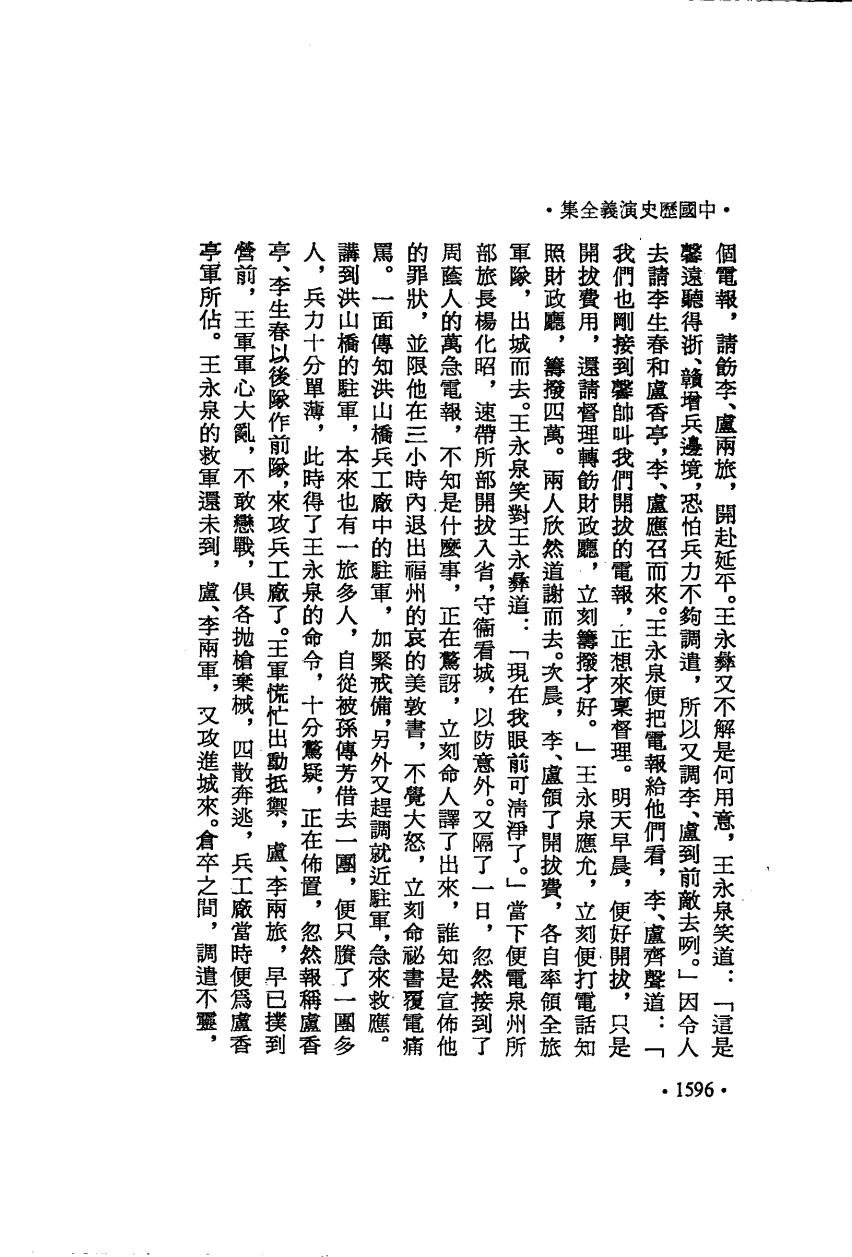 ·中國歷史演義全集·
個電報，請飭李、盧兩旅，開赴延平。王永彝又不解是何用意，王永泉笑道：「這是
馨遠聽得浙、贛增兵邊境，恐怕兵力不夠調遣，所以又調李、盧到前敵去咧。」因令人
去請李生春和盧香亭，李、盧應召而來。王永泉便把電報給他們看，李、盧齊聲道：「
我們也剛接到馨帥叫我們開拔的電報，正想來稟督理。明天早晨，便好開拔，只是
開拔費用，還請督理轉飭財政廳，立刻籌撥才好。」王永泉應允，立刻便打電話知
照財政廳，籌撥四萬。兩人欣然道謝而去。次晨，李、盧領了開拔費，各自率領全旅
軍隊，出城而去。王永泉笑對王永彝道：「現在我眼前可清淨了。」當下便電泉州所
部旅長楊化昭，速帶所部開拔入省，守衞看城，以防意外。又隔了一日，忽然接到了
周蔭人的萬急電報，不知是什麼事，正在驚訝，立刻命人譯了出來，誰知是宣佈他
的罪狀，並限他在三小時內退出福州的哀的美敦書，不覺大怒，立刻命祕書覆電痛
罵。一面傳知洪山橋兵工廠中的駐軍，加緊戒備，另外又趕調就近駐軍，急來救應。
講到洪山橋的駐軍，本來也有一旅多人，自從被孫傳芳借去一團，便只賸了一團多
人，兵力十分單薄，此時得了王永泉的命令，十分驚疑，正在佈置，忽然報稱盧香
亭、李生春以後隊作前隊，來攻兵工廠了。王軍慌忙出動抵禦，盧、李兩旅，早已撲到
營前，王軍軍心大亂，不敢戀戰，俱各拋槍棄械，四散奔逃，兵工廠當時便爲盧香
亭軍所佔。王永泉的救軍還未到，盧、李兩軍，又攻進城來。倉卒之間，調遣不靈，
·1596·